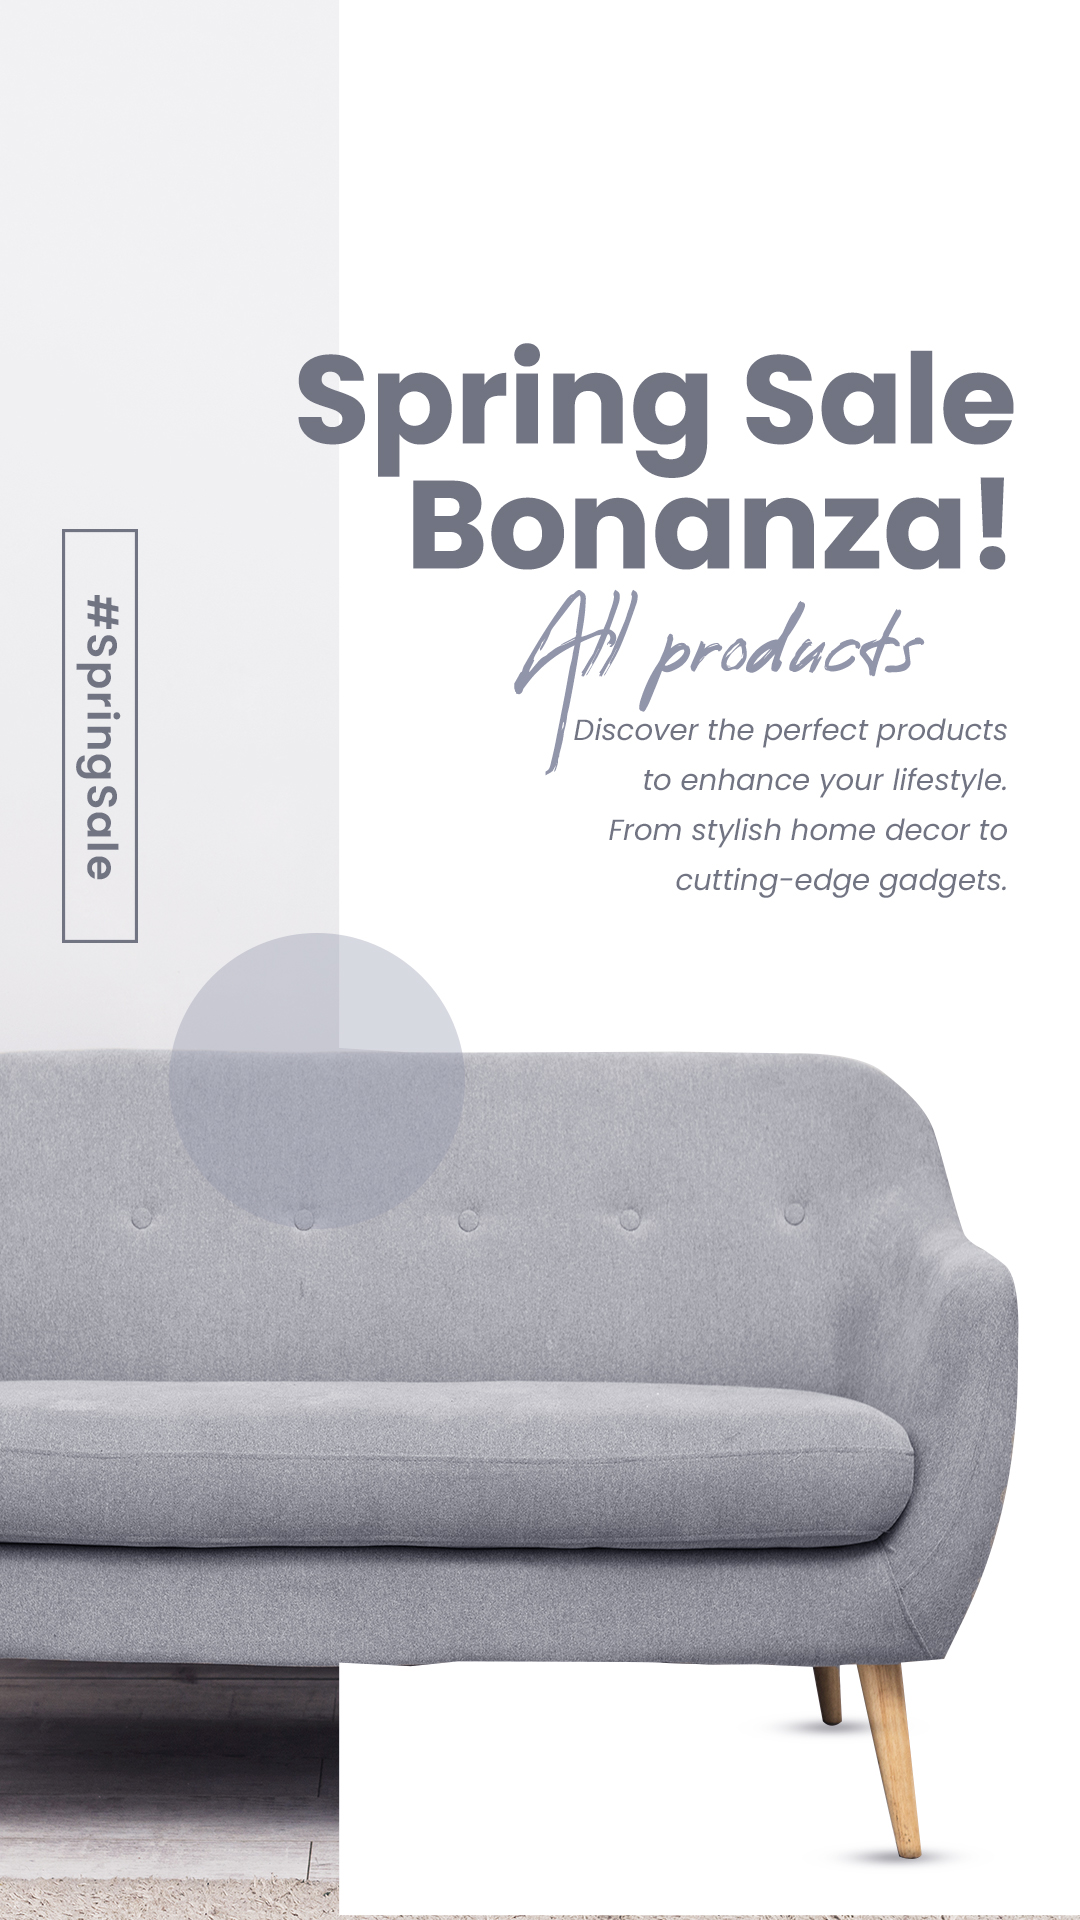 Spring Sale
Bonanza!
All products
Discover the perfect products
to enhance your lifestyle.
From stylish home decor to
cutting-edge gadgets.
#SpringSale